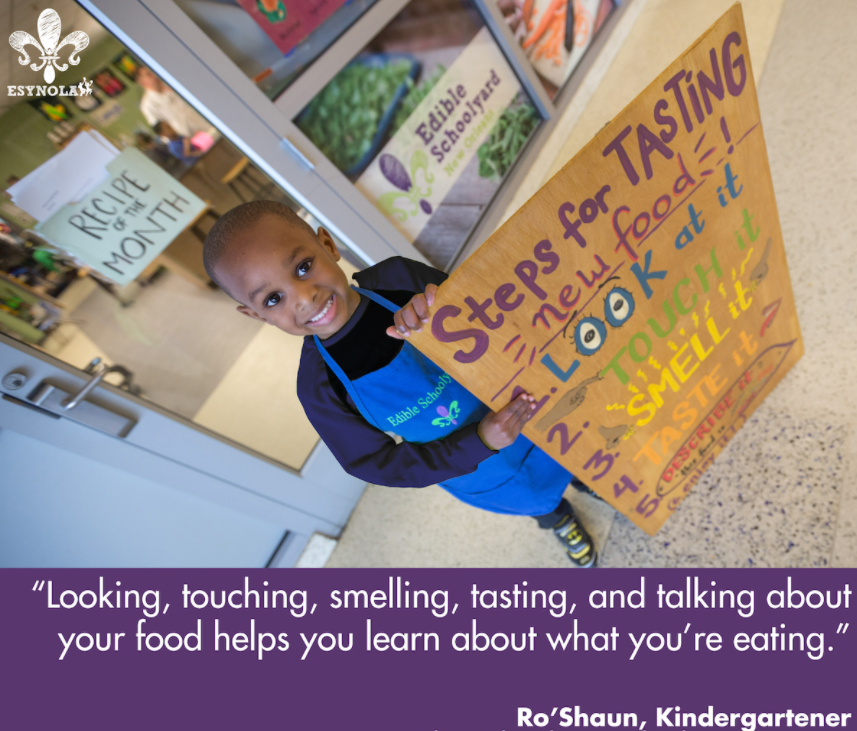 ESYNOLA
RECIPE
OF THE
MONTH
Edible
Schoolyard
New Orleans
Edible Schoolya
Steps for TASTING
new food!
1. LOOK at it
2. TOUCH it
3. SMELL it
4. TASTE it
5. DESCRIBE it
“Looking, touching, smelling, tasting, and talking about
your food helps you learn about what you’re eating.”
Ro’Shaun, Kindergartener